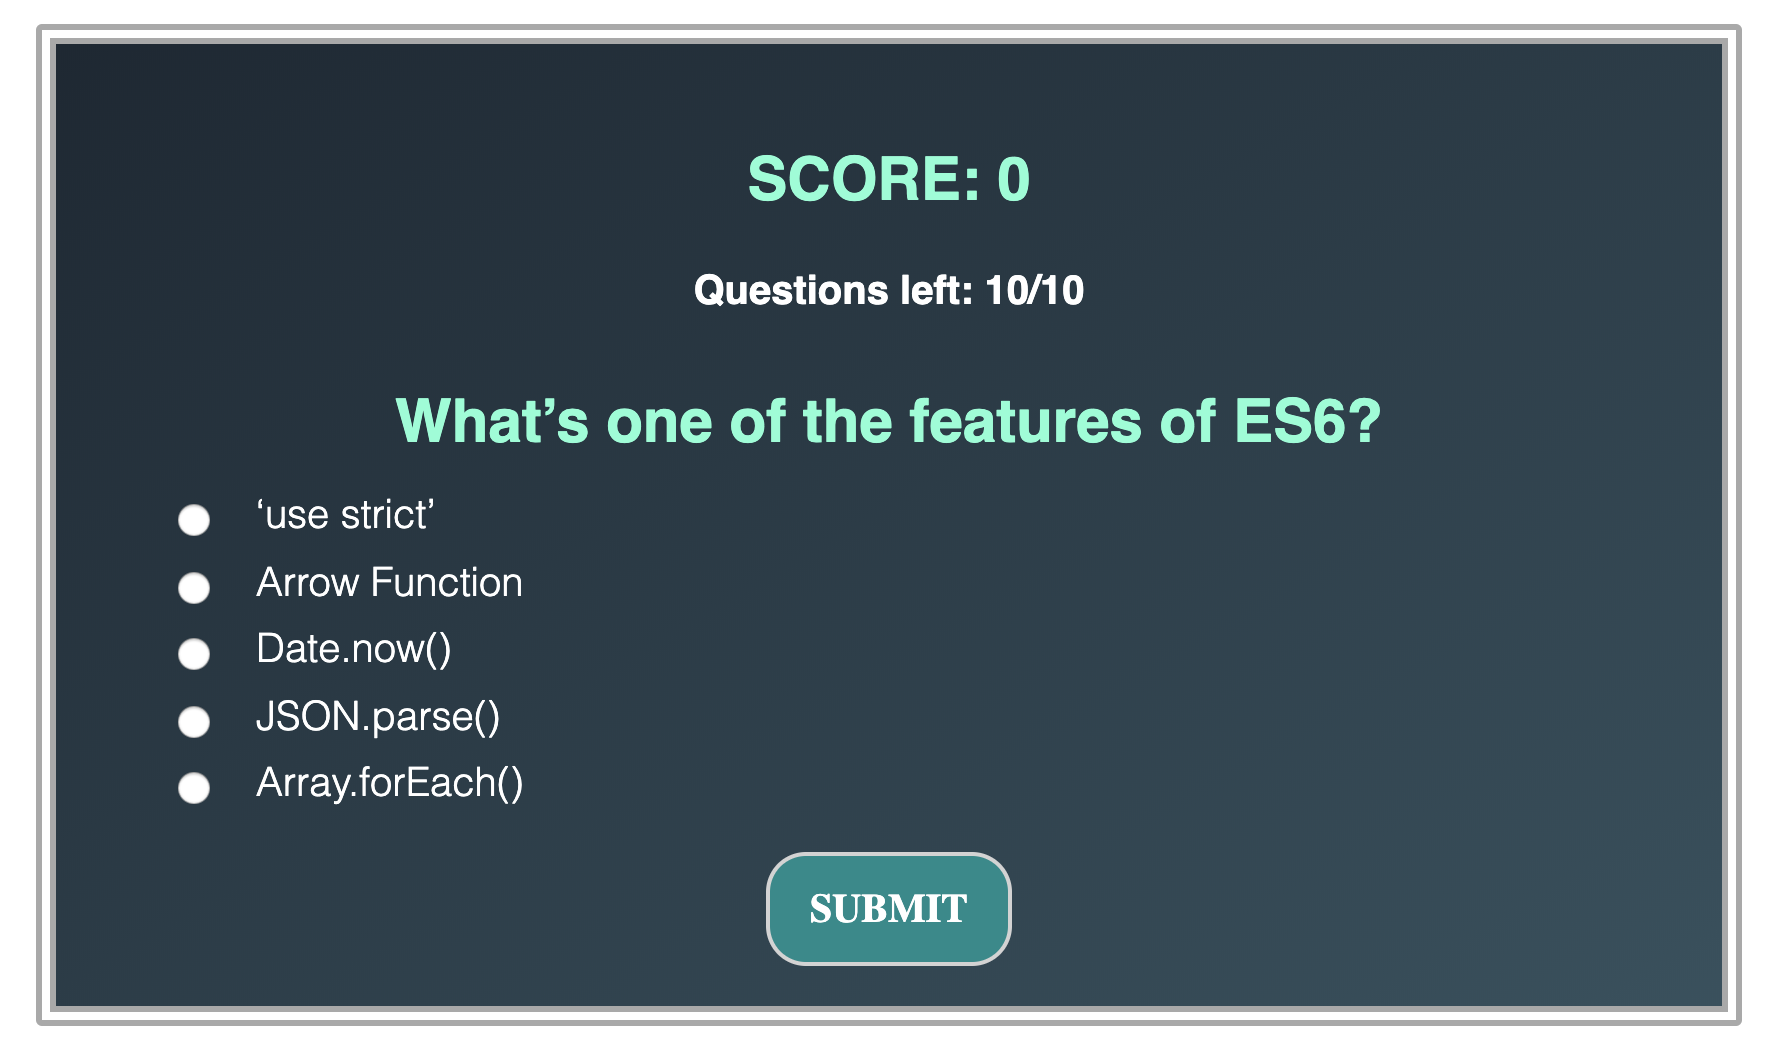 SCORE: 0
Questions left: 10/10
What’s one of the features of ES6?
‘use strict’
Arrow Function
Date.now()
JSON.parse()
Array.forEach()
SUBMIT